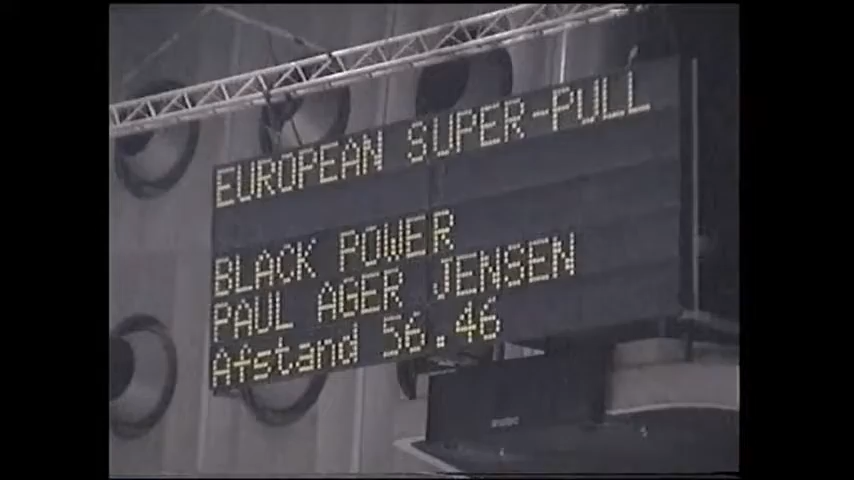 EUROPEAN SUPER-PULL
BLACK POWER
PAUL AGER JENSEN
Afstand 56.46